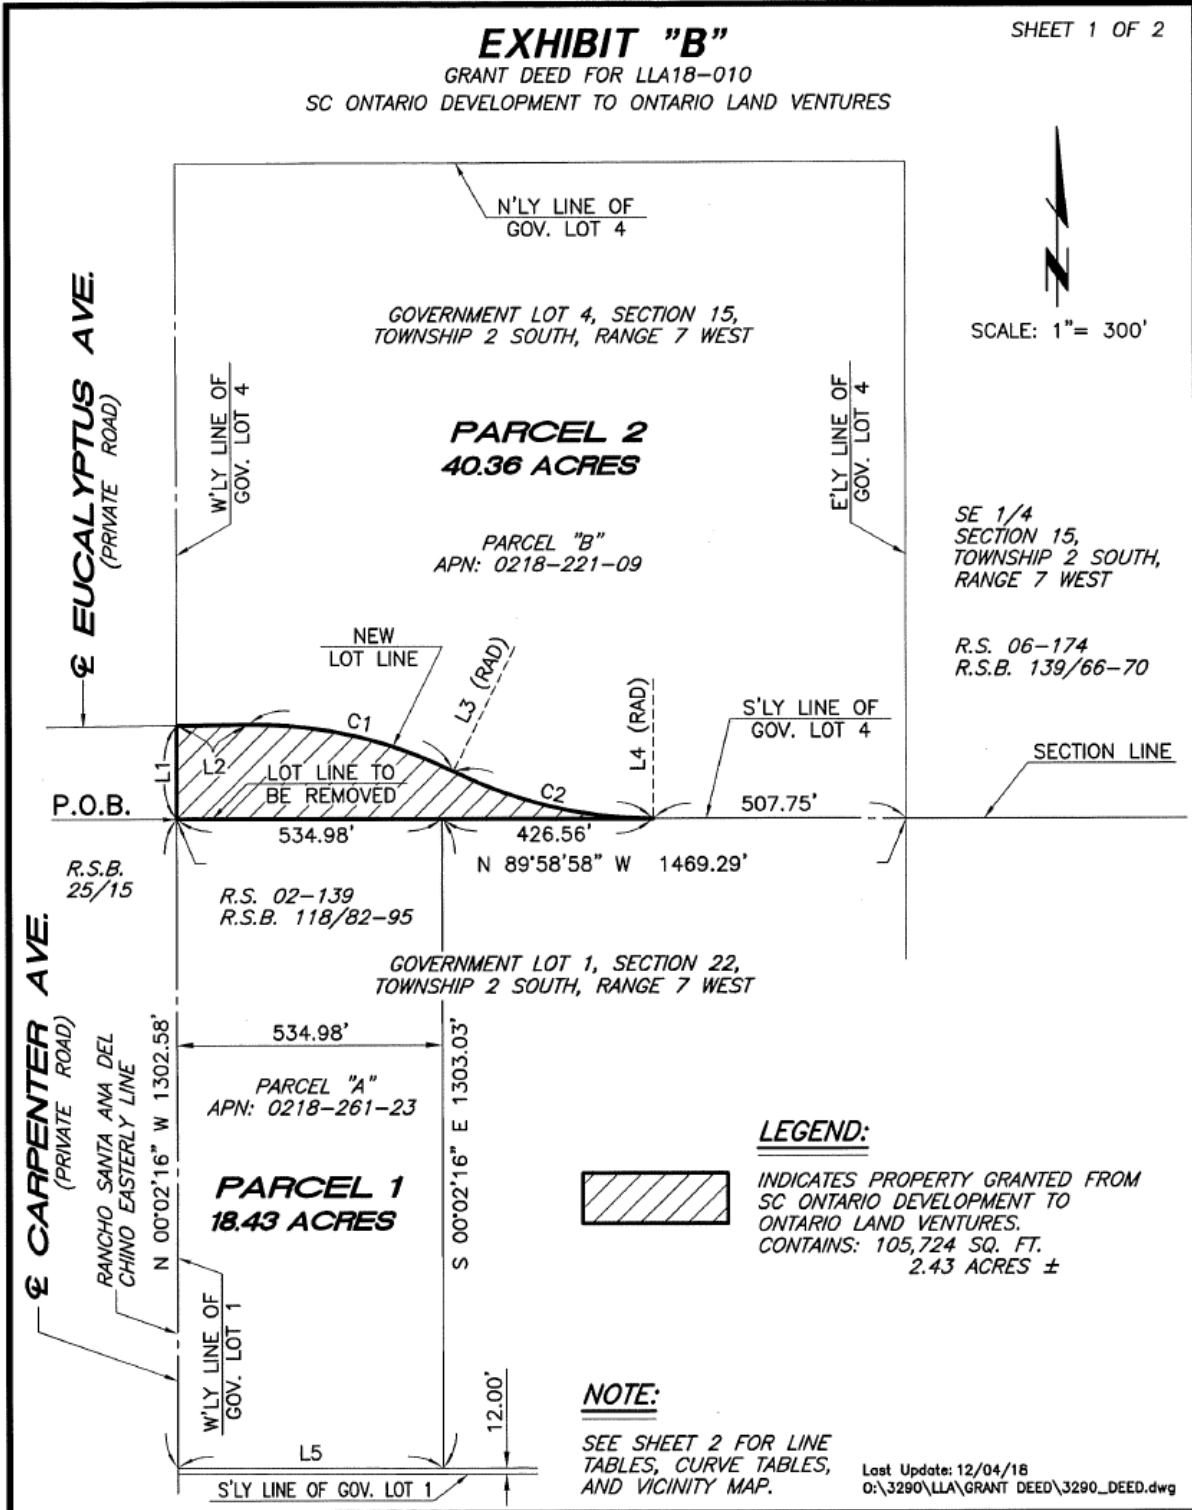 SHEET 1 OF 2
EXHIBIT "B"
GRANT DEED FOR LLA18-010
SC ONTARIO DEVELOPMENT TO ONTARIO LAND VENTURES
N'LY LINE OF
GOV. LOT 4
N
SCALE: 1"= 300'
GOVERNMENT LOT 4, SECTION 15,
TOWNSHIP 2 SOUTH, RANGE 7 WEST
℄ EUCALYPTUS AVE.
(PRIVATE ROAD)
W'LY LINE OF
GOV. LOT 4
PARCEL 2
40.36 ACRES
E'LY LINE OF
GOV. LOT 4
PARCEL "B"
APN: 0218-221-09
SE 1/4
SECTION 15,
TOWNSHIP 2 SOUTH,
RANGE 7 WEST
R.S. 06-174
R.S.B. 139/66-70
NEW
LOT LINE
L3 (RAD)
L4 (RAD)
S'LY LINE OF
GOV. LOT 4
SECTION LINE
C1
L1
L2
LOT LINE TO
BE REMOVED
C2
P.O.B.
507.75'
534.98'
426.56'
N 89°58'58" W 1469.29'
R.S.B.
25/15
R.S. 02-139
R.S.B. 118/82-95
GOVERNMENT LOT 1, SECTION 22,
TOWNSHIP 2 SOUTH, RANGE 7 WEST
℄ CARPENTER AVE.
(PRIVATE ROAD)
RANCHO SANTA ANA DEL
CHINO EASTERLY LINE
N 00°02'16" W 1302.58'
534.98'
S 00°02'16" E 1303.03'
PARCEL "A"
APN: 0218-261-23
PARCEL 1
18.43 ACRES
LEGEND:
INDICATES PROPERTY GRANTED FROM
SC ONTARIO DEVELOPMENT TO
ONTARIO LAND VENTURES.
CONTAINS: 105,724 SQ. FT.
2.43 ACRES ±
W'LY LINE OF
GOV. LOT 1
12.00'
L5
S'LY LINE OF GOV. LOT 1
NOTE:
SEE SHEET 2 FOR LINE
TABLES, CURVE TABLES,
AND VICINITY MAP.
Last Update: 12/04/18
O:\3290\LLA\GRANT DEED\3290_DEED.dwg